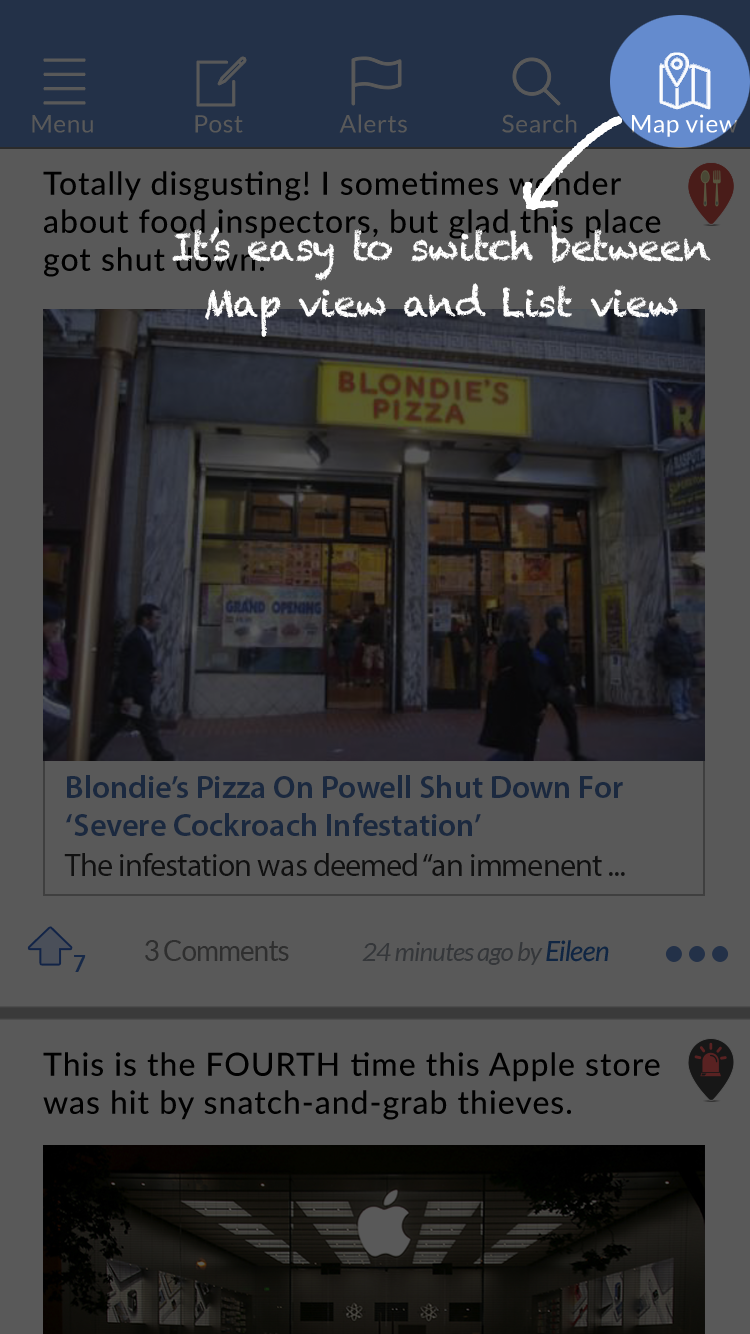 Menu
Post
Alerts
Search
Map view
Totally disgusting! I sometimes wonder
about food inspectors, but glad this place
got shut down.
It's easy to switch between
Map view and List view
BLONDIE'S
PIZZA
RA
RASPUTIN
GRAND OPENING
Blondie's Pizza On Powell Shut Down For
‘Severe Cockroach Infestation’
The infestation was deemed “an immenent ...
7
3 Comments
24 minutes ago by Eileen
This is the FOURTH time this Apple store
was hit by snatch-and-grab thieves.